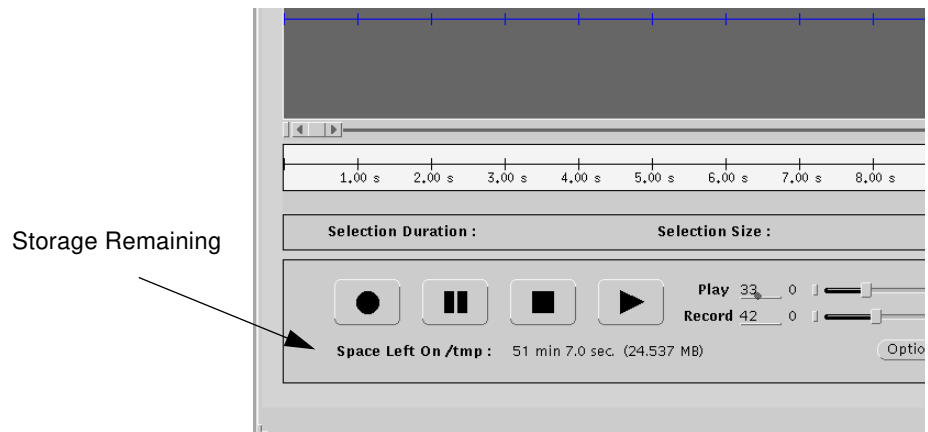 1.00 s 2.00 s 3.00 s 4.00 s 5.00 s 6.00 s 7.00 s 8.00 s
Selection Duration : Selection Size :
Storage Remaining
Play 33 0
Record 42 0
Space Left On /tmp : 51 min 7.0 sec. (24.537 MB)
Optio